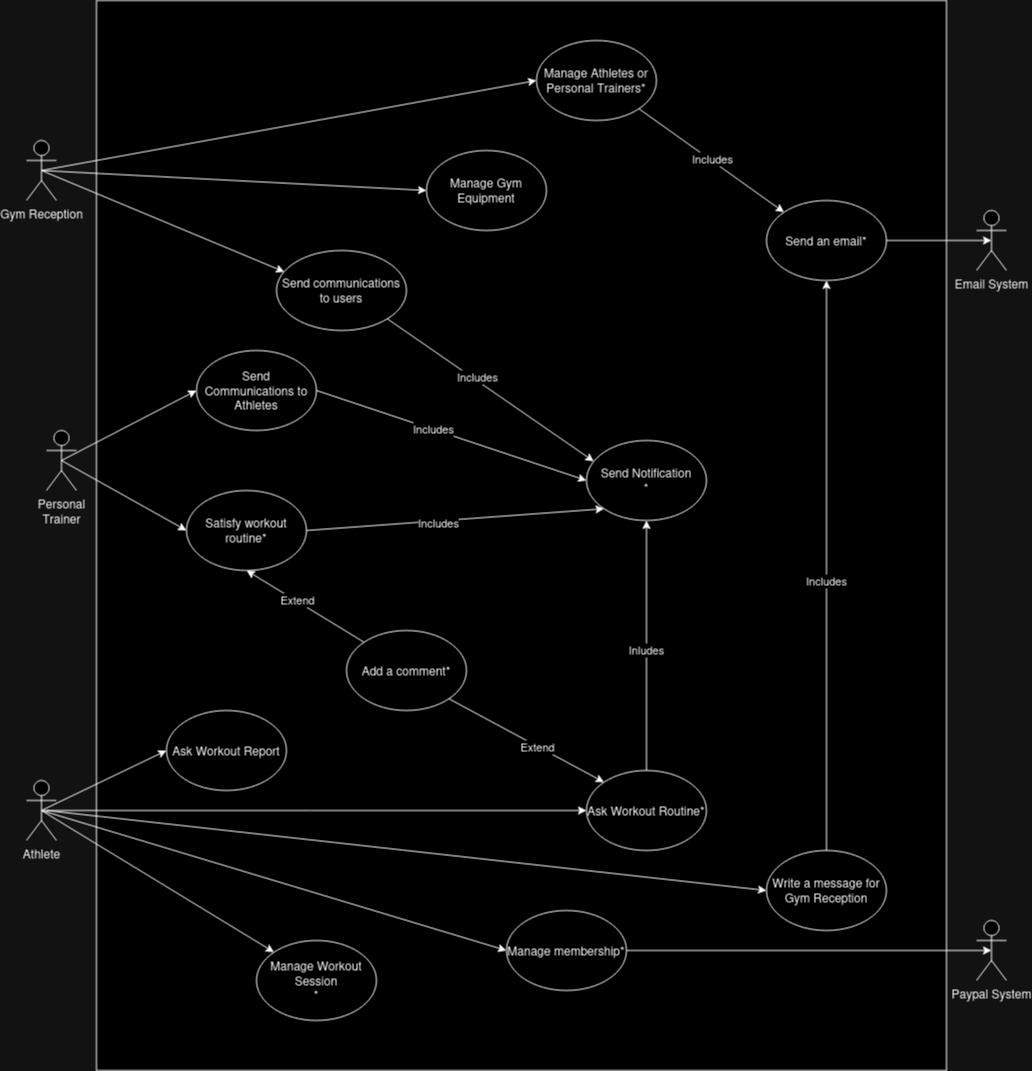 Manage Athletes or
Personal Trainers*
Includes
Manage Gym
Equipment
Gym Reception
Send an email*
Email System
Send communications
to users
Includes
Send
Communications to
Athletes
Includes
Send Notification
*
Personal
Trainer
Satisfy workout
routine*
Includes
Includes
Extend
Inludes
Add a comment*
Extend
Ask Workout Report
Ask Workout Routine*
Athlete
Write a message for
Gym Reception
Manage membership*
Manage Workout
Session
*
Paypal System